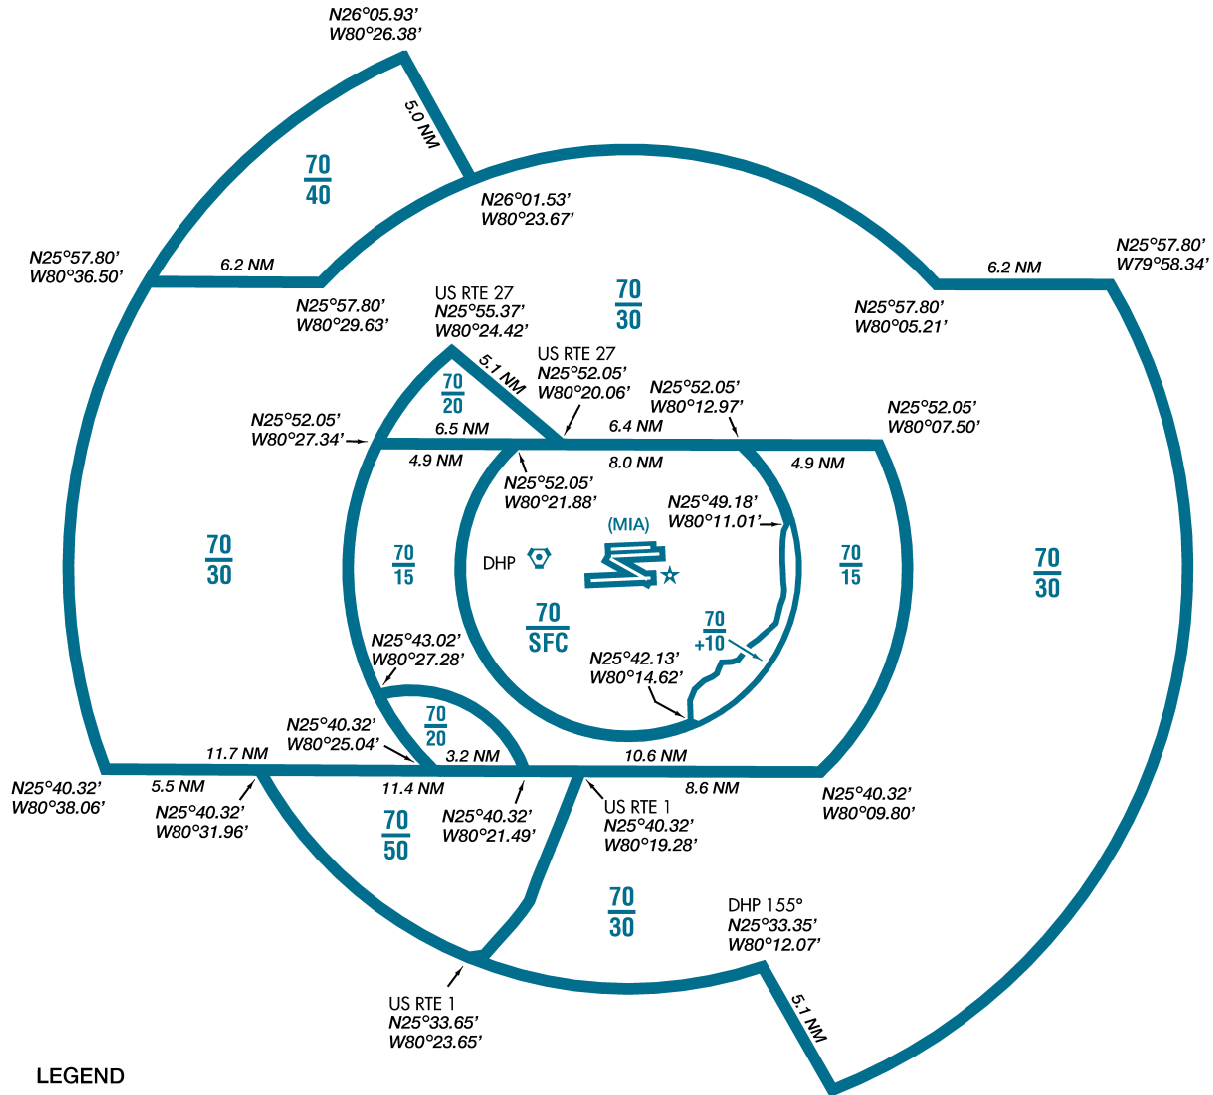 N26°05.93'
W80°26.38'
5.0 NM
70
40
N26°01.53'
W80°23.67'
N25°57.80'
W80°36.50'
6.2 NM
N25°57.80'
W80°29.63'
US RTE 27
N25°55.37'
W80°24.42'
70
30
N25°57.80'
W80°05.21'
6.2 NM
N25°57.80'
W79°58.34'
5.1 NM
US RTE 27
N25°52.05'
W80°20.06'
70
20
N25°52.05'
W80°12.97'
N25°52.05'
W80°07.50'
N25°52.05'
W80°27.34'
6.5 NM
6.4 NM
4.9 NM
8.0 NM
4.9 NM
N25°52.05'
W80°21.88'
N25°49.18'
W80°11.01'
(MIA)
DHP
70
30
70
15
70
15
70
30
70
SFC
70
+10
N25°43.02'
W80°27.28'
N25°42.13'
W80°14.62'
70
20
N25°40.32'
W80°25.04'
11.7 NM
3.2 NM
10.6 NM
N25°40.32'
W80°38.06'
5.5 NM
11.4 NM
8.6 NM
N25°40.32'
W80°31.96'
N25°40.32'
W80°21.49'
US RTE 1
N25°40.32'
W80°19.28'
N25°40.32'
W80°09.80'
70
50
70
30
DHP 155°
N25°33.35'
W80°12.07'
5.1 NM
US RTE 1
N25°33.65'
W80°23.65'
LEGEND